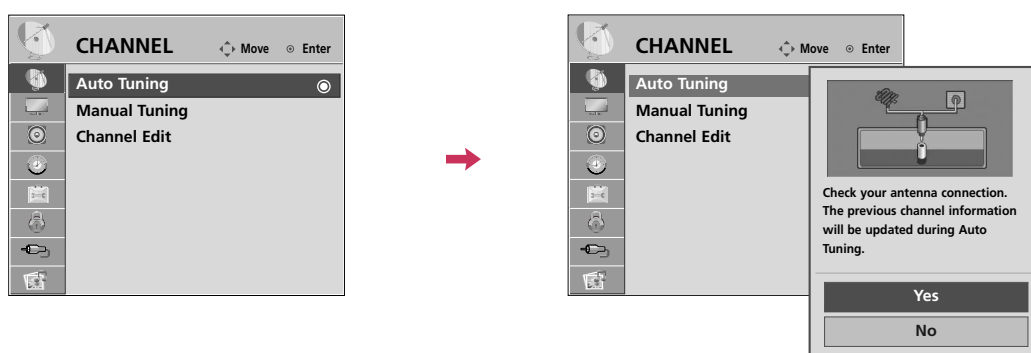 CHANNEL Move Enter
Auto Tuning
Manual Tuning
Channel Edit
CHANNEL Move Enter
Auto Tuning
Manual Tuning
Channel Edit
Check your antenna connection.
The previous channel information
will be updated during Auto
Tuning.
Yes
No